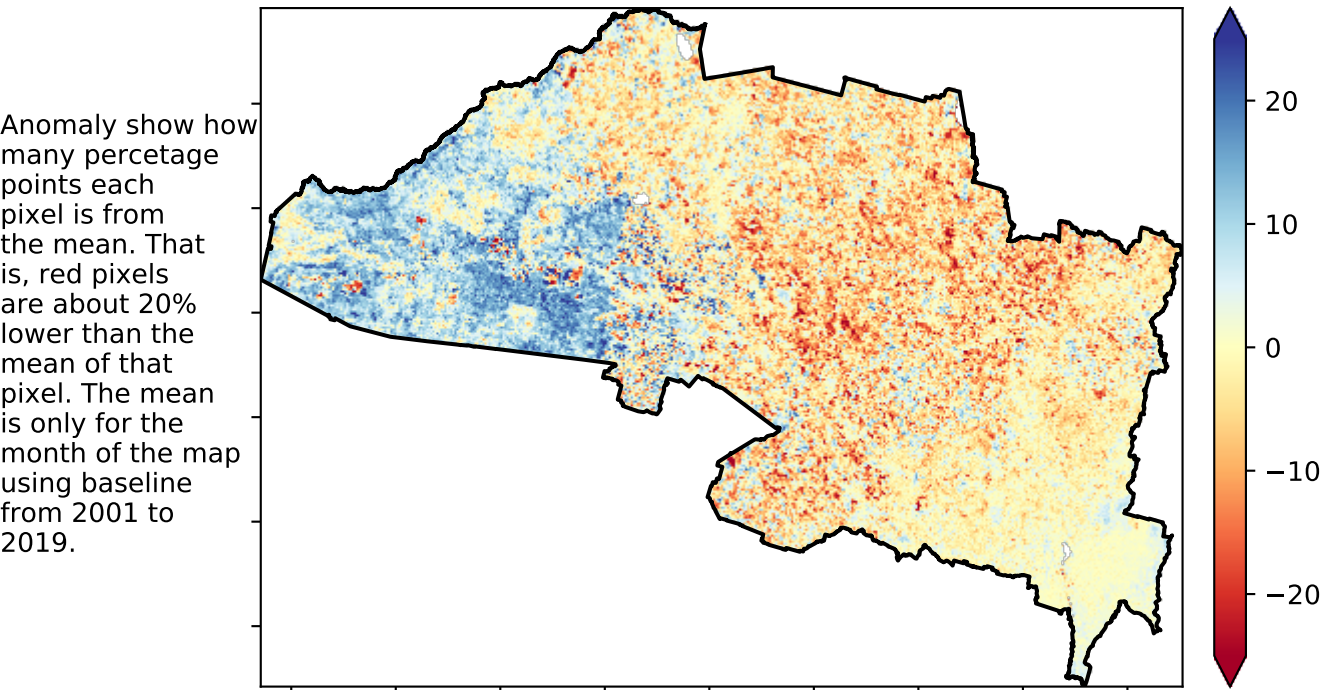 Anomaly show how
many percetage
points each
pixel is from
the mean. That
is, red pixels
are about 20%
lower than the
mean of that
pixel. The mean
is only for the
month of the map
using baseline
from 2001 to
2019.
20
10
0
−10
−20